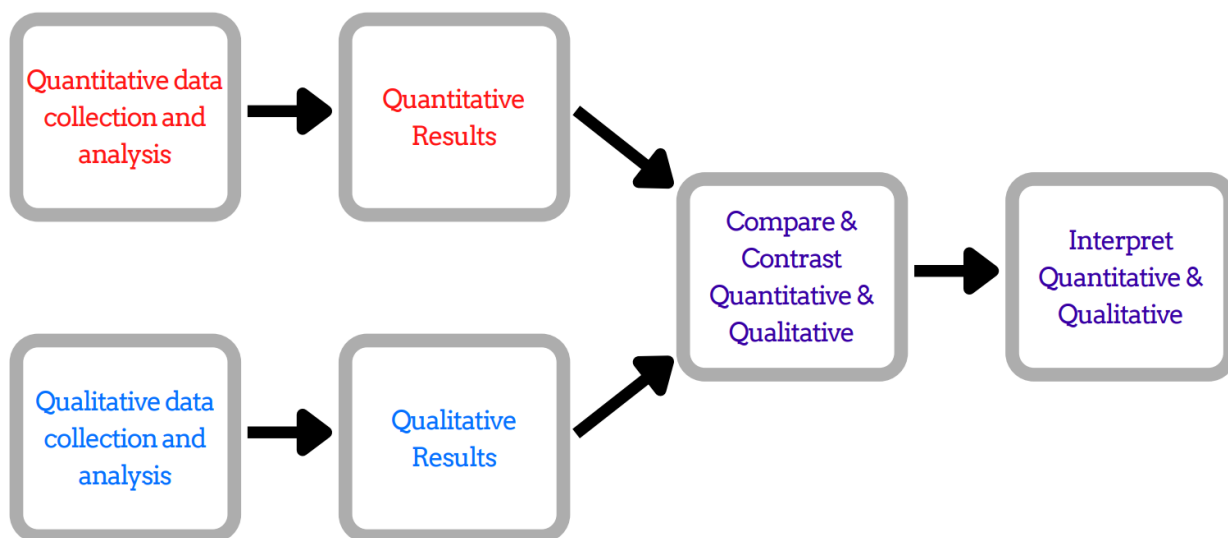 Quantitative data
collection and
analysis
Quantitative
Results
Qualitative data
collection and
analysis
Qualitative
Results
Compare &
Contrast
Quantitative &
Qualitative
Interpret
Quantitative &
Qualitative